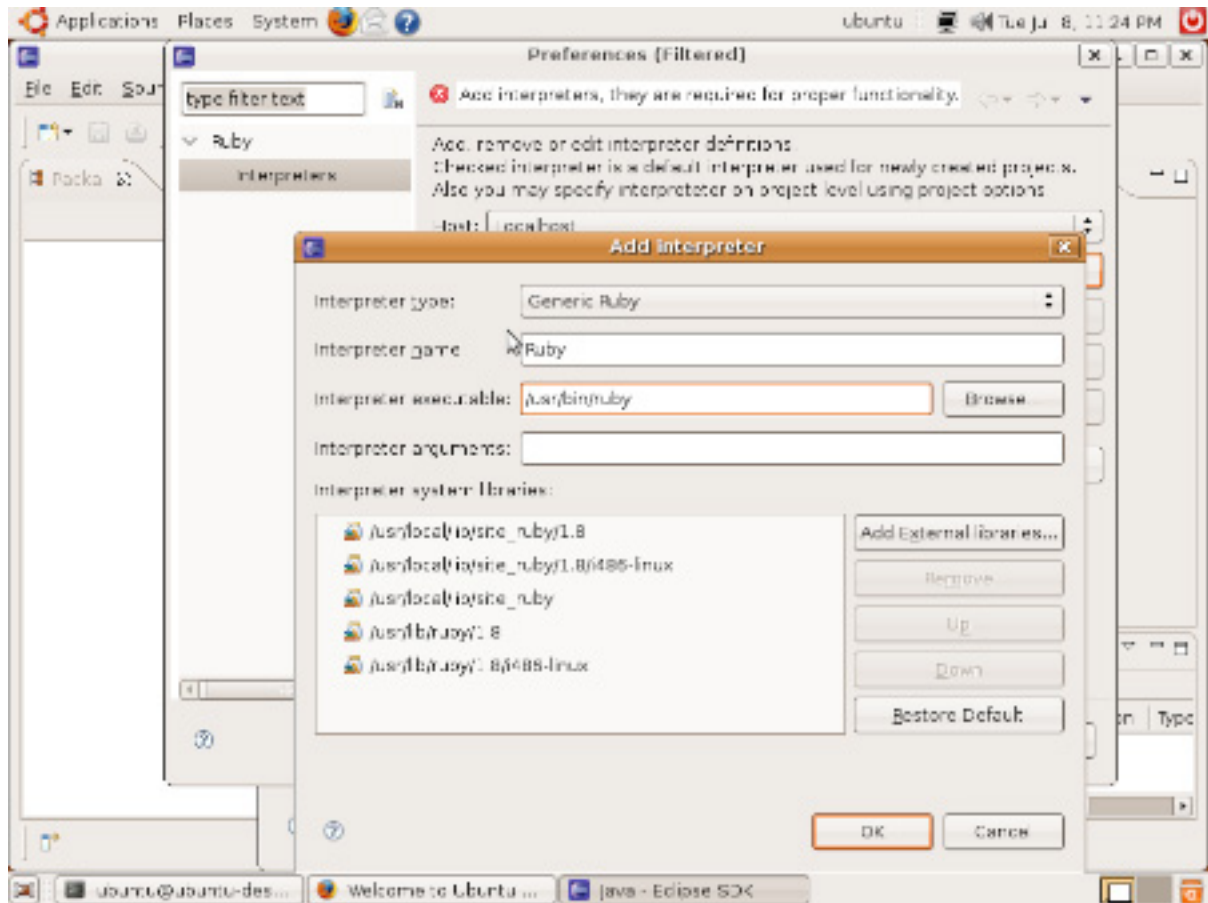 Applications Places System
ubuntu Tue Jul 8, 11:24 PM
Preferences (Filtered)
File Edit
type filter text
Add interpreters, they are required for proper functionality.
Ruby
Interpreters
Add, remove or edit interpreter definitions
Checked interpreter is a default interpreter used for newly created projects.
Also you may specify interpreteter on project level using project options
Packa
Host: Localhost
Add interpreter
Interpreter type: Generic Ruby
Interpreter name Ruby
Interpreter executable: /usr/bin/ruby Browse
Interpreter arguments:
Interpreter system libraries:
/usr/local/lib/site_ruby/1.8
/usr/local/lib/site_ruby/1.8/i486-linux
/usr/local/lib/site_ruby
/usr/lib/ruby/1.8
/usr/lib/ruby/1.8/i486-linux
Add External libraries...
Remove
Up
Down
Restore Default
Type
OK Cancel
ubuntu@ubuntu-des... Welcome to Ubuntu ... Java - Eclipse SDK